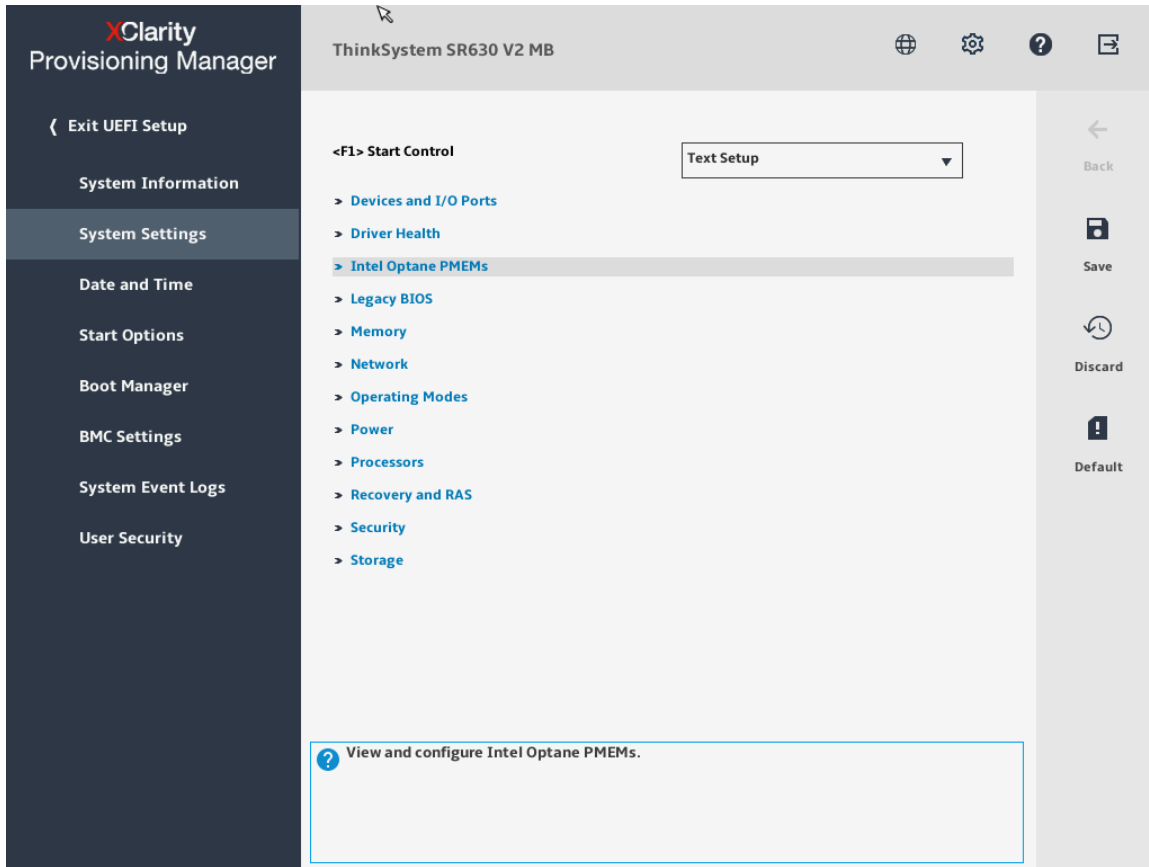 XClarity
Provisioning Manager
ThinkSystem SR630 V2 MB
Exit UEFI Setup
System Information
System Settings
Date and Time
Start Options
Boot Manager
BMC Settings
System Event Logs
User Security
<F1> Start Control
Text Setup
Devices and I/O Ports
Driver Health
Intel Optane PMEMs
Legacy BIOS
Memory
Network
Operating Modes
Power
Processors
Recovery and RAS
Security
Storage
Back
Save
Discard
Default
View and configure Intel Optane PMEMs.